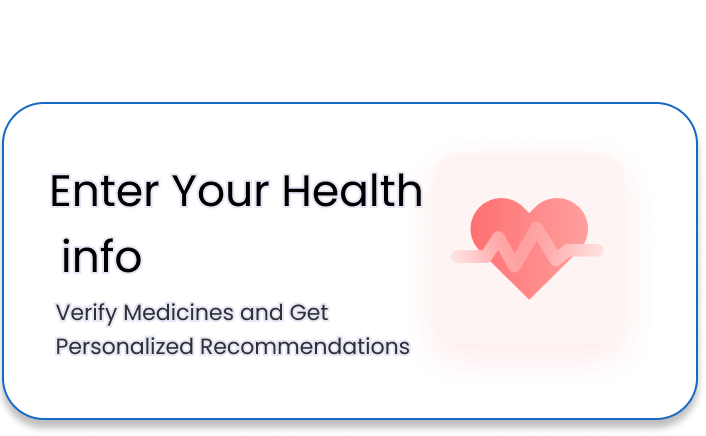 Enter Your Health
info
Verify Medicines and Get
Personalized Recommendations